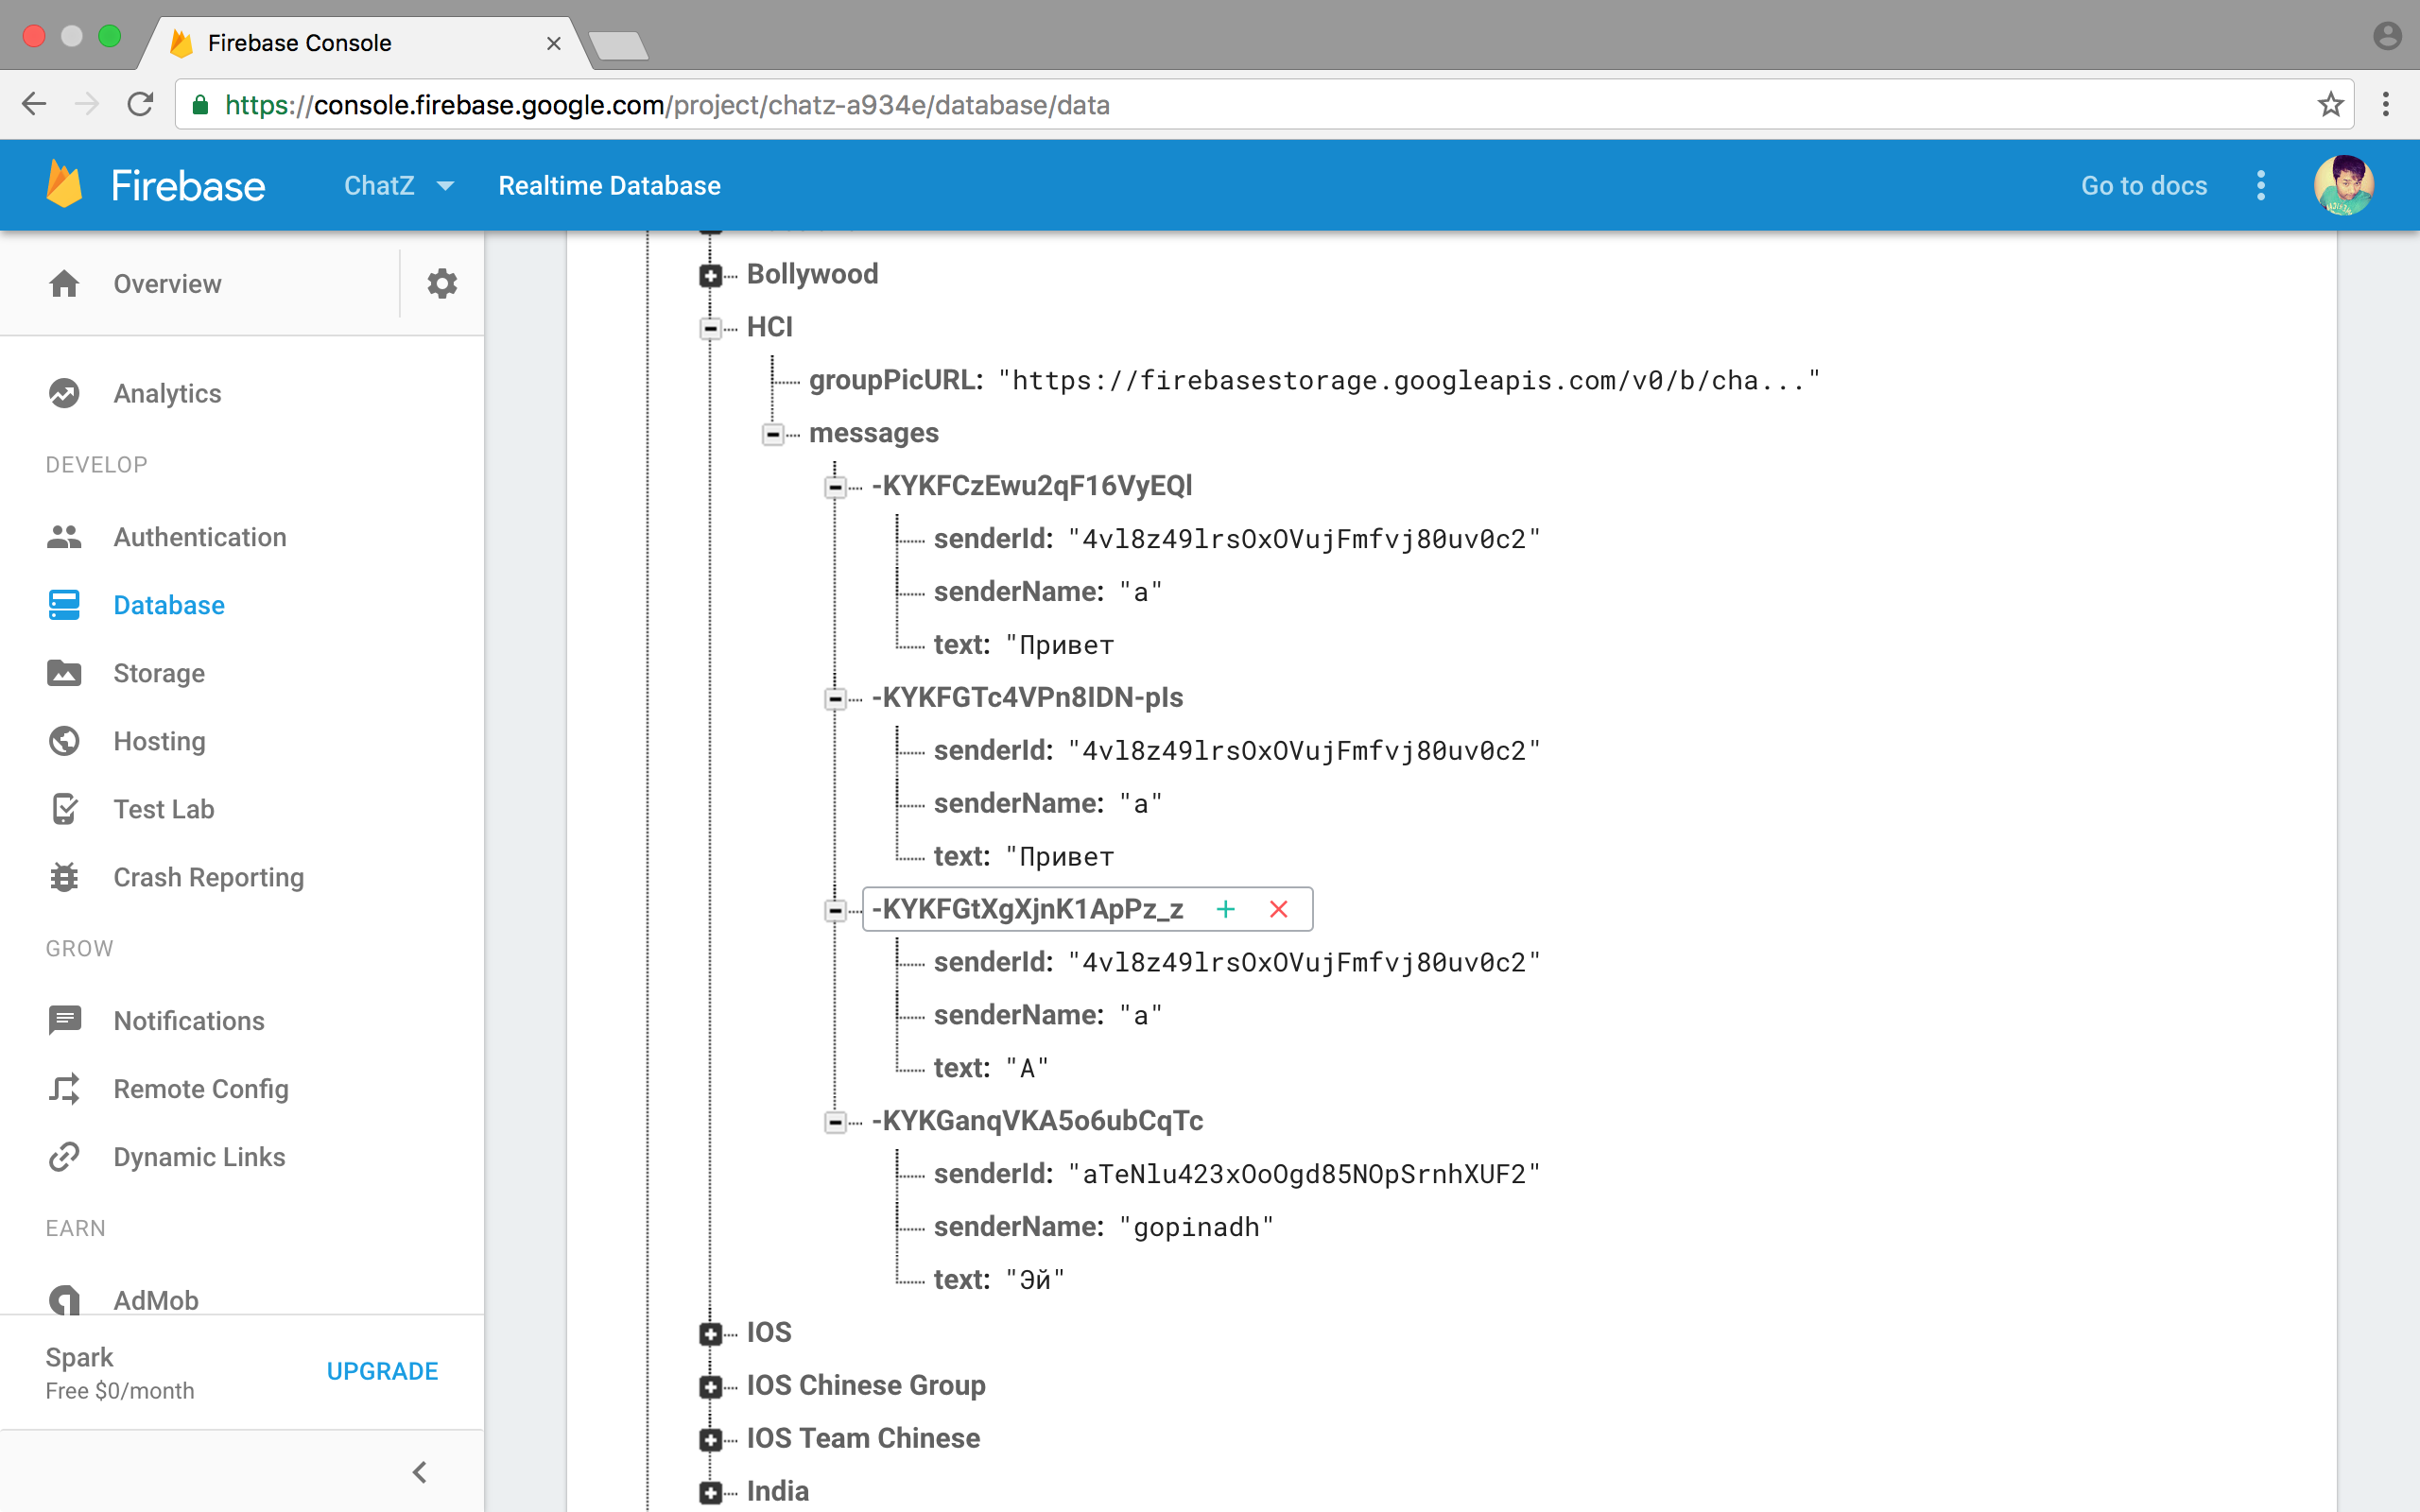 Firebase Console
https://console.firebase.google.com/project/chatz-a934e/database/data
Firebase ChatZ Realtime Database Go to docs
Overview
Analytics
DEVELOP
Authentication
Database
Storage
Hosting
Test Lab
Crash Reporting
GROW
Notifications
Remote Config
Dynamic Links
EARN
AdMob
Spark
Free $0/month
UPGRADE
Bollywood
HCI
groupPicURL: "https://firebasestorage.googleapis.com/v0/b/cha..."
messages
-KYKFCzEwu2qF16VyEQl
senderId: "4vl8z49lrsOxOVujFmfvj80uv0c2"
senderName: "a"
text: "Привет
-KYKFGTc4VPn8IDN-pIs
senderId: "4vl8z49lrsOxOVujFmfvj80uv0c2"
senderName: "a"
text: "Привет
-KYKFGtXgXjnK1ApPz_z
senderId: "4vl8z49lrsOxOVujFmfvj80uv0c2"
senderName: "a"
text: "A"
-KYKGanqVKA5o6ubCqTc
senderId: "aTeNlu423xOoOgd85NOpSrnhXUF2"
senderName: "gopinadh"
text: "Эй"
IOS
IOS Chinese Group
IOS Team Chinese
India